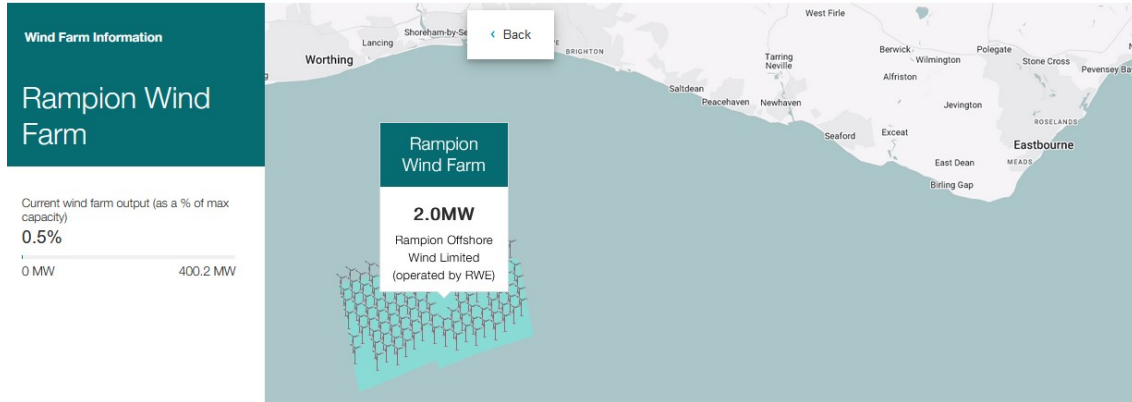 Wind Farm Information
Rampion Wind
Farm
Current wind farm output (as a % of max
capacity)
0.5%
0 MW
400.2 MW
Back
Rampion
Wind Farm
2.0MW
Rampion Offshore
Wind Limited
(operated by RWE)
Worthing
Lancing
Shoreham-by-Se
BRIGHTON
Saltdean
Peacehaven
Newhaven
Tarring
Neville
West Firle
Seaford
Exceat
Berwick
Wilmington
Alfriston
Polegate
Stone Cross
Pevensey Ba
Jevington
ROSELANDS
Eastbourne
MEADS
East Dean
Birling Gap